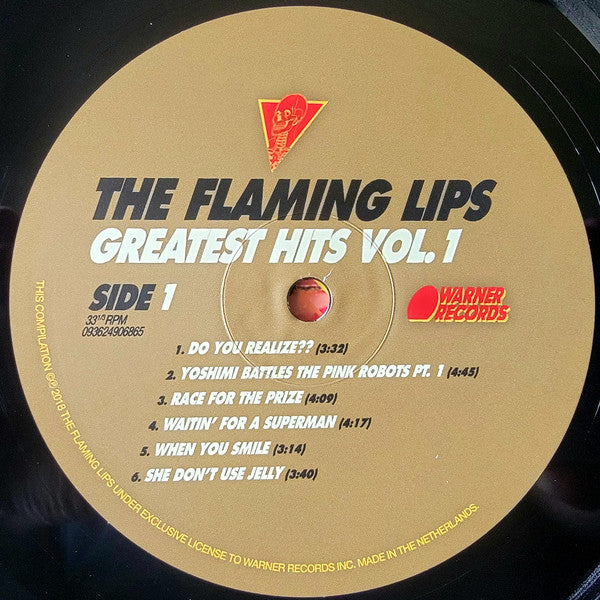 THE FLAMING LIPS
GREATEST HITS VOL. 1
SIDE 1
33⅓ RPM
093624906865
WARNER
RECORDS
1. DO YOU REALIZE?? (3:32)
2. YOSHIMI BATTLES THE PINK ROBOTS PT. 1 (4:45)
3. RACE FOR THE PRIZE (4:09)
4. WAITIN' FOR A SUPERMAN (4:17)
5. WHEN YOU SMILE (3:14)
6. SHE DON'T USE JELLY (3:40)
THIS COMPILATION ©℗ 2018 THE FLAMING LIPS UNDER EXCLUSIVE LICENSE TO WARNER RECORDS INC. MADE IN THE NETHERLANDS.